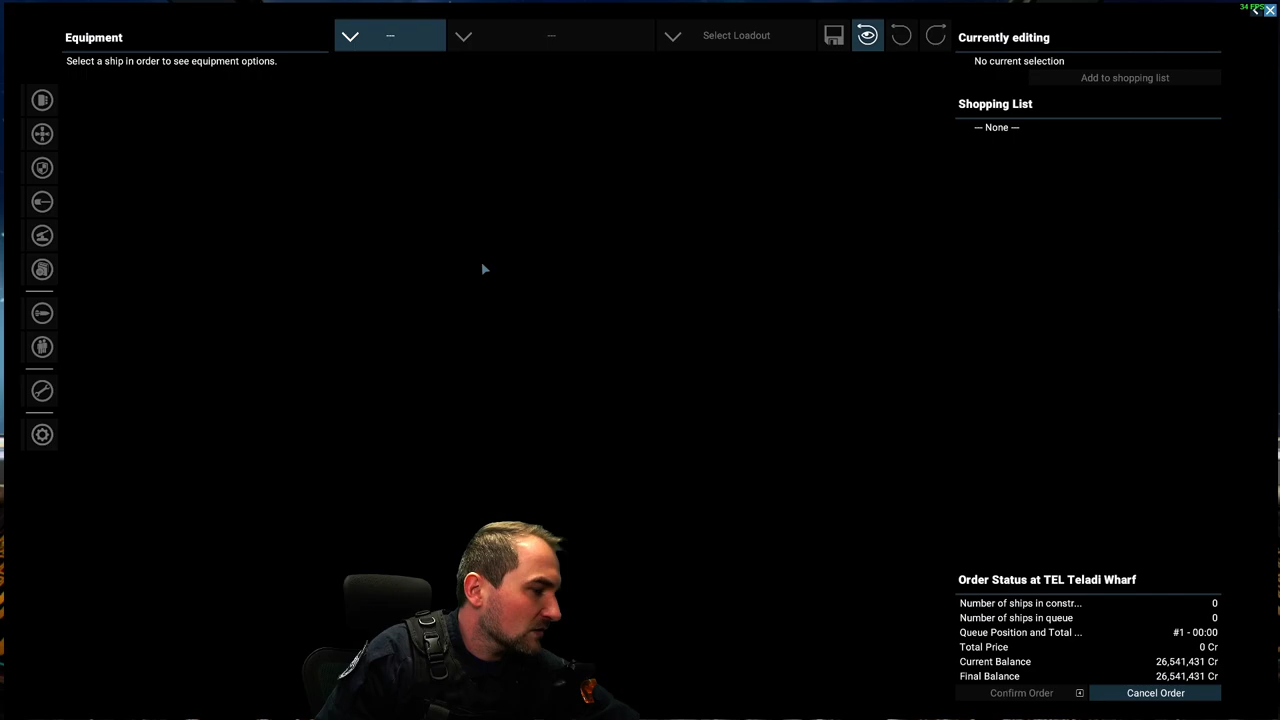 34 FPS
Equipment
Select a ship in order to see equipment options.
---
---
Select Loadout
Currently editing
No current selection
Add to shopping list
Shopping List
--- None ---
Order Status at TEL Teladi Wharf
Number of ships in constr... 0
Number of ships in queue 0
Queue Position and Total ... #1 - 00:00
Total Price 0 Cr
Current Balance 26,541,431 Cr
Final Balance 26,541,431 Cr
Confirm Order
Cancel Order